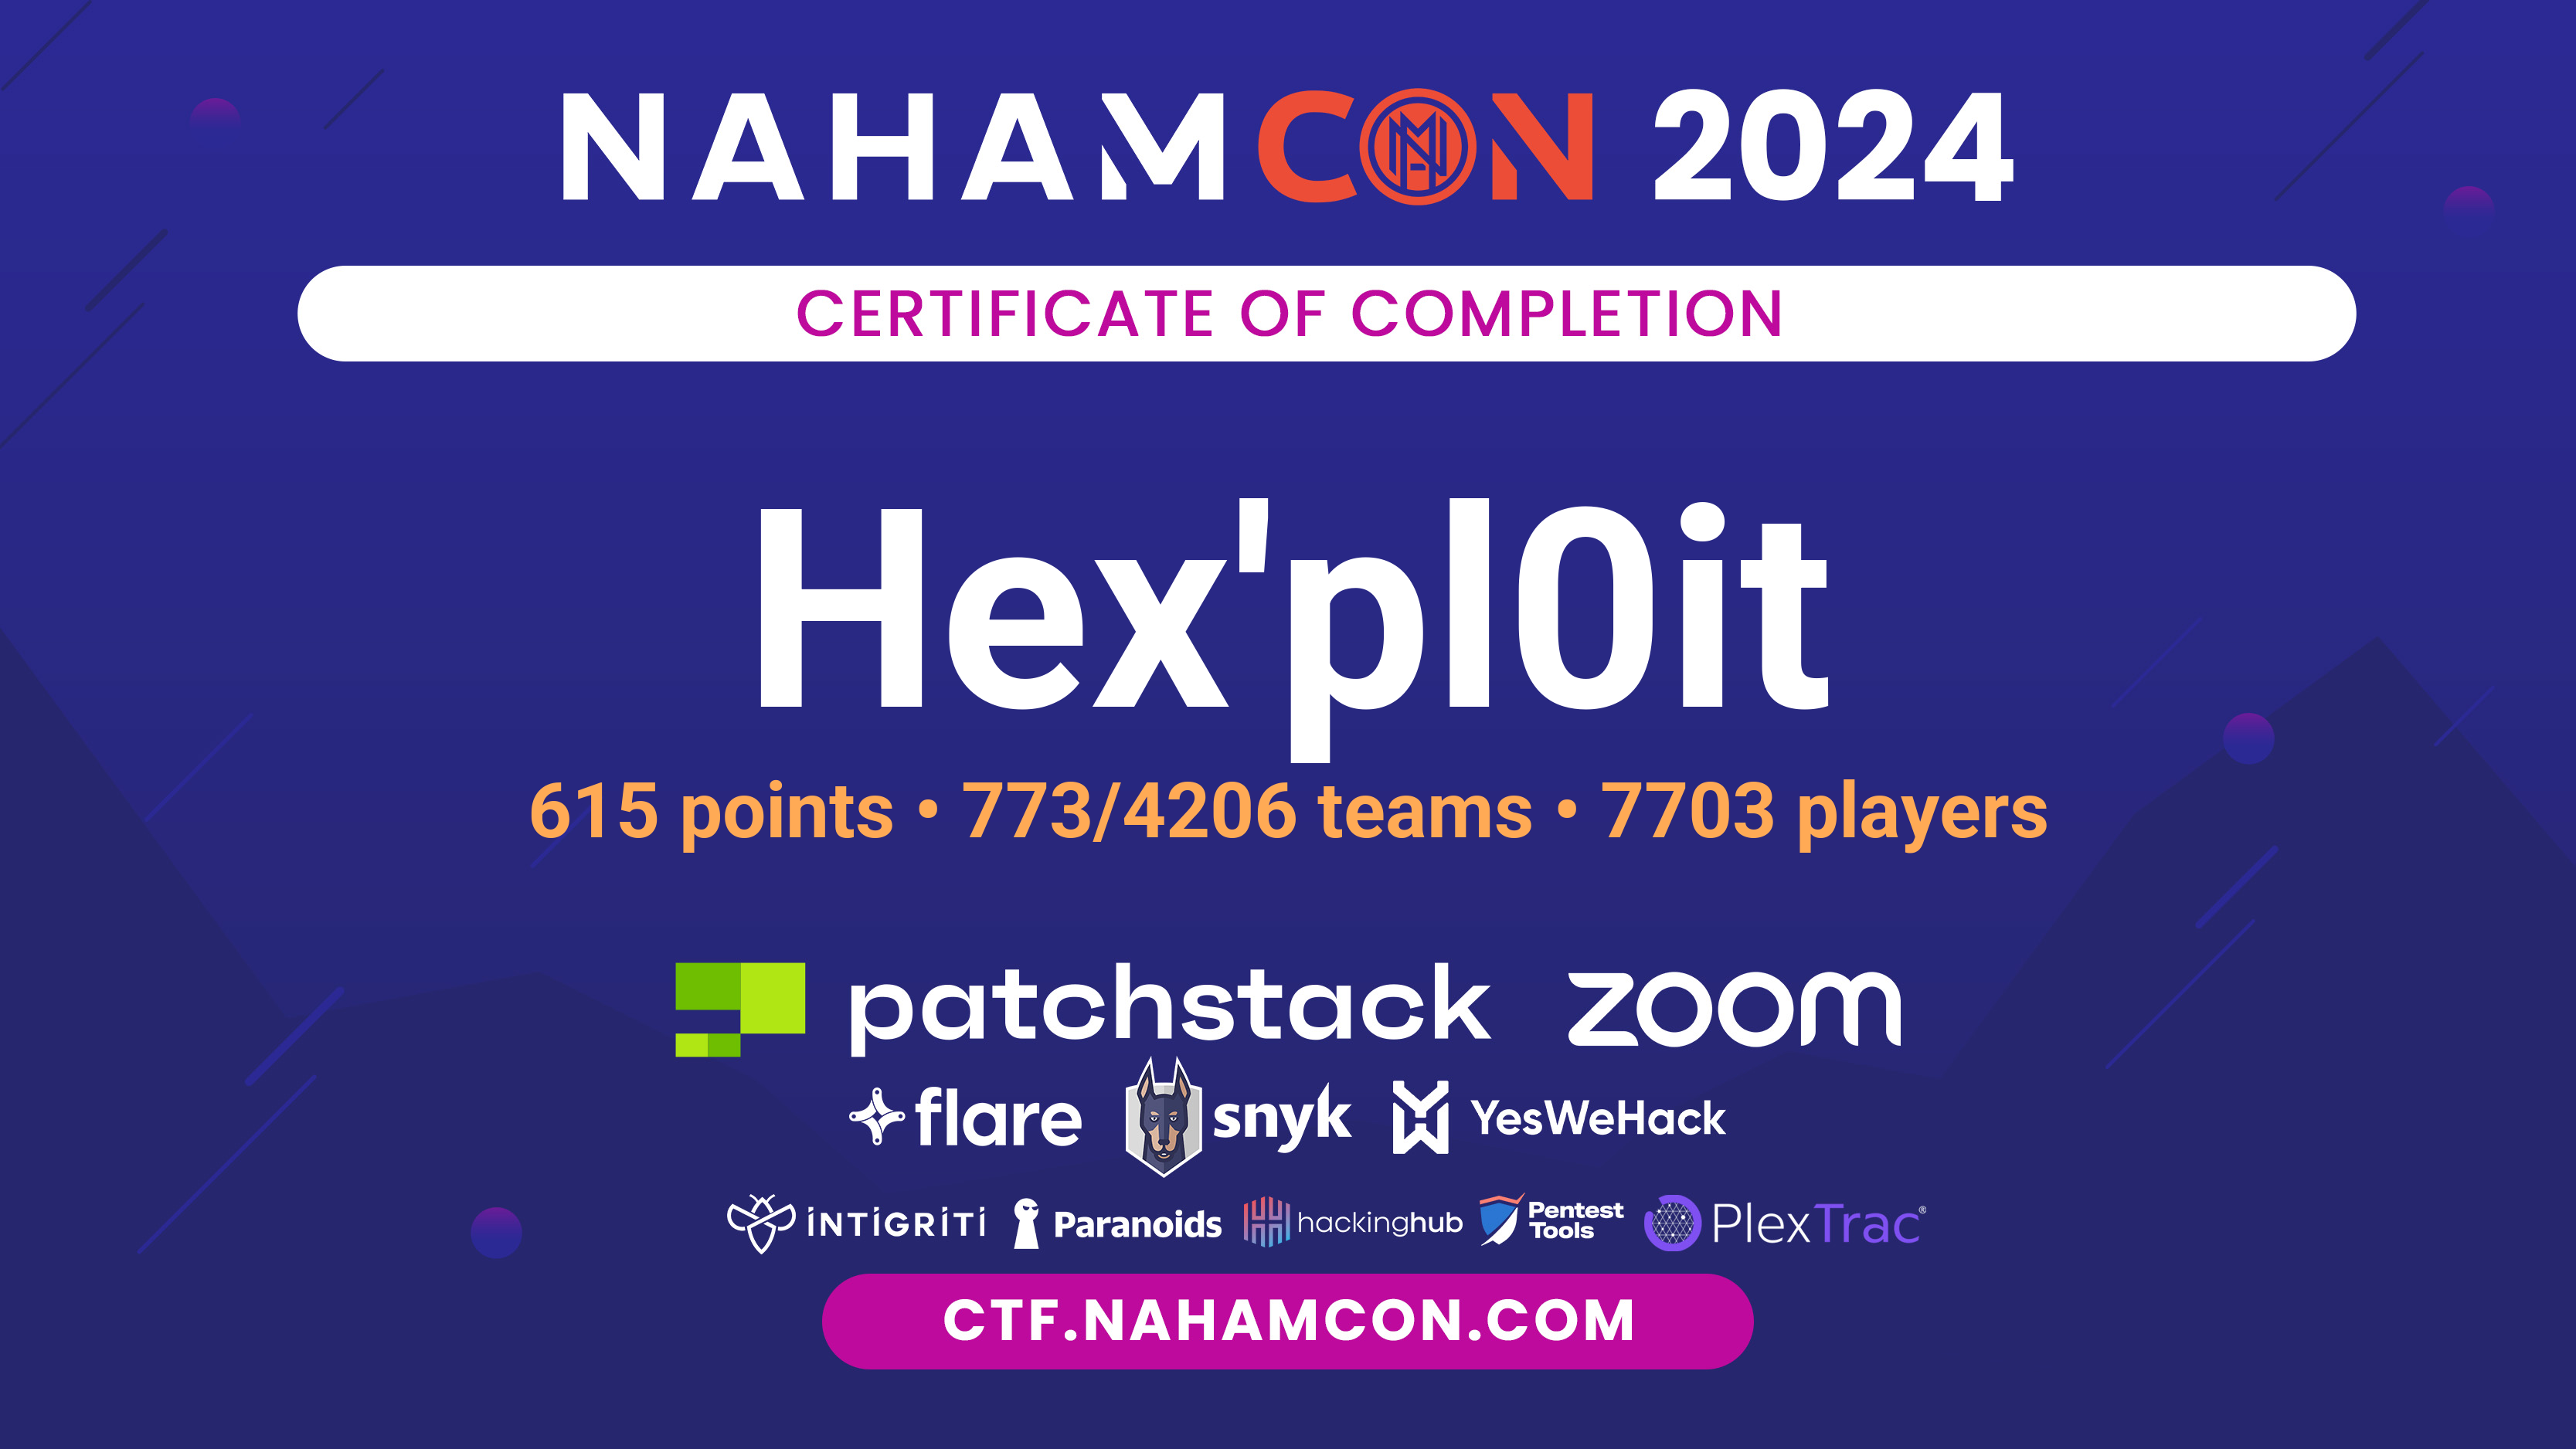 NAHAMCON 2024
CERTIFICATE OF COMPLETION
Hex'pl0it
615 points • 773/4206 teams • 7703 players
patchstack zoom
flare snyk YesWeHack
INTIGRITI Paranoids hackinghub Pentest Tools PlexTrac®
CTF.NAHAMCON.COM